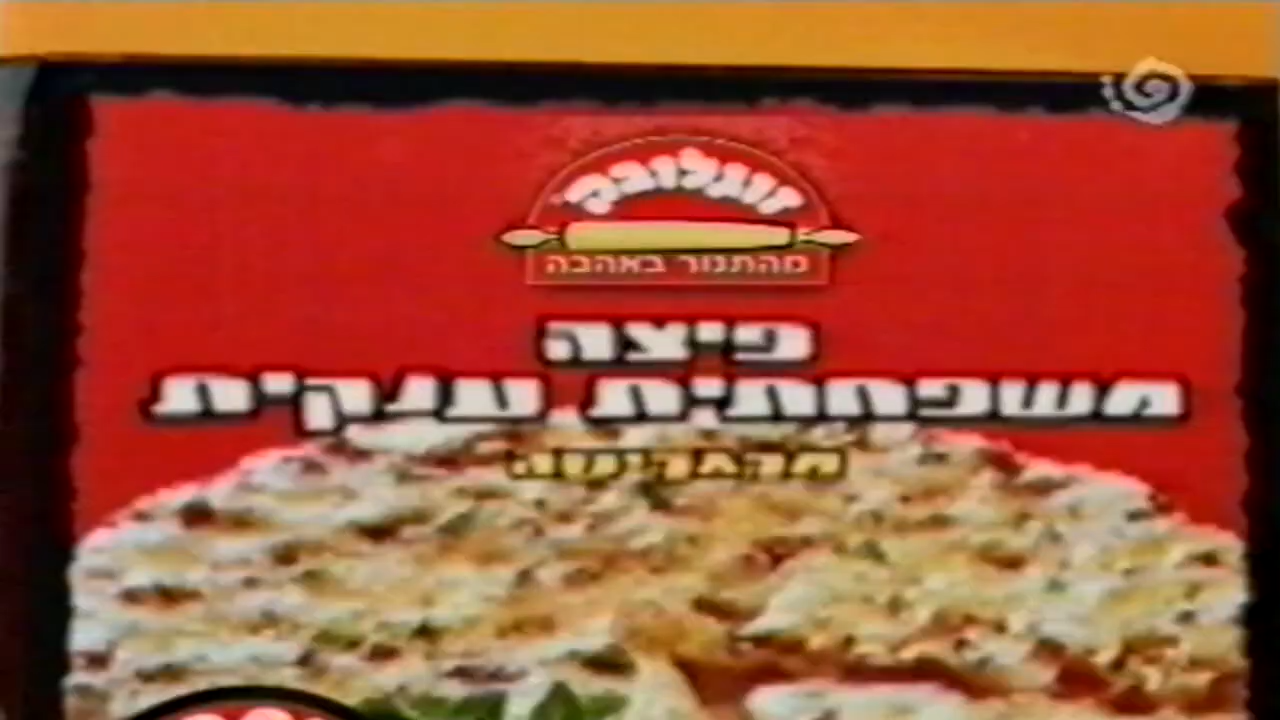 זוגלובק
מהתנור באהבה
פיצה
משפחתית ענקית